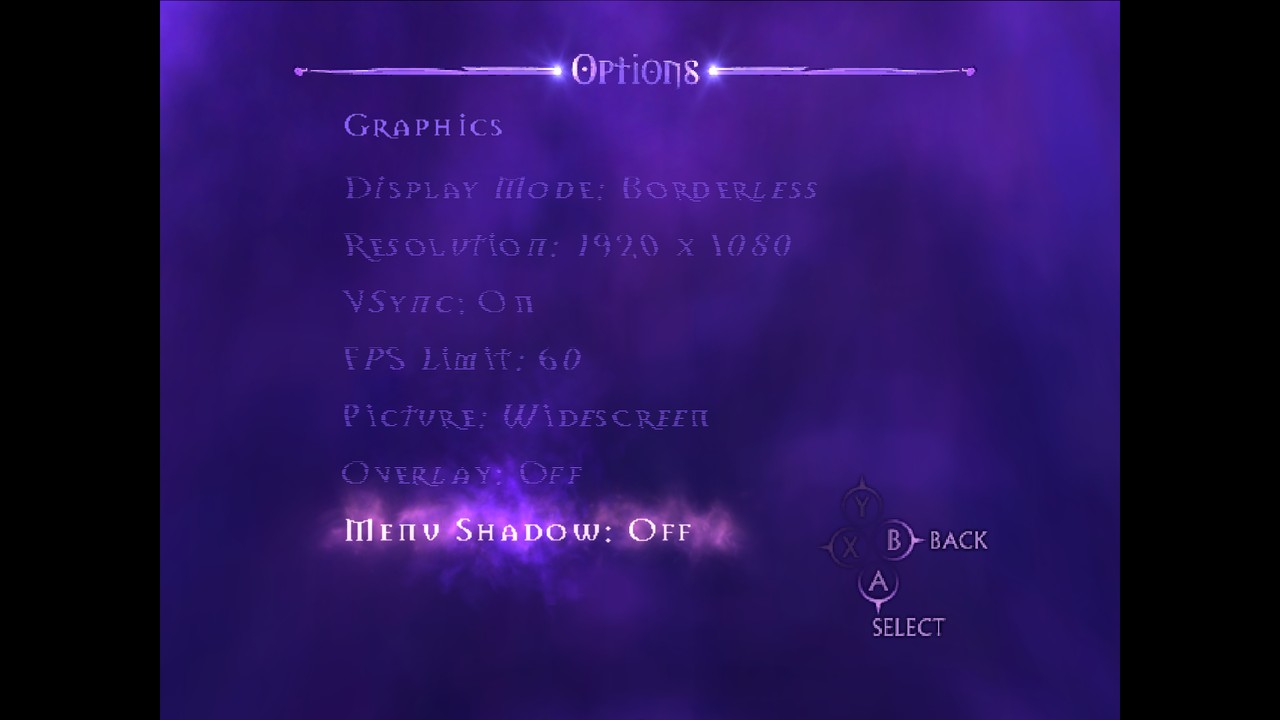 Options
Graphics
Display Mode: Borderless
Resolution: 1920 x 1080
VSync: On
FPS Limit: 60
Picture: Widescreen
Overlay: Off
Menu Shadow: Off
Y
X B BACK
A
SELECT